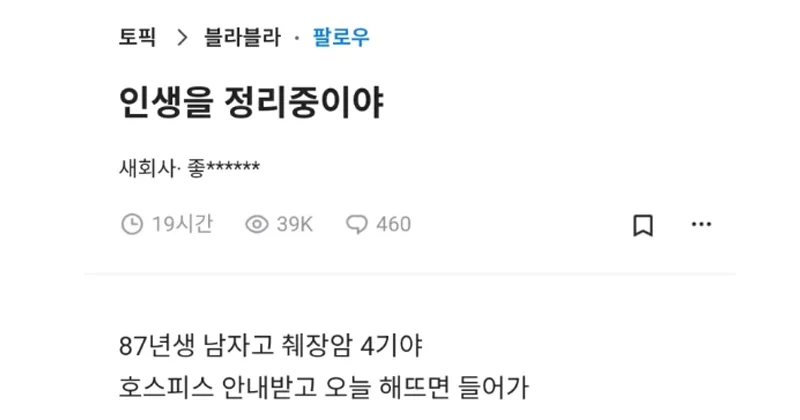 토픽 > 블라블라 · 팔로우
인생을 정리중이야
새회사· 좋******
19시간 39K 460
87년생 남자고 췌장암 4기야
호스피스 안내받고 오늘 해뜨면 들어가